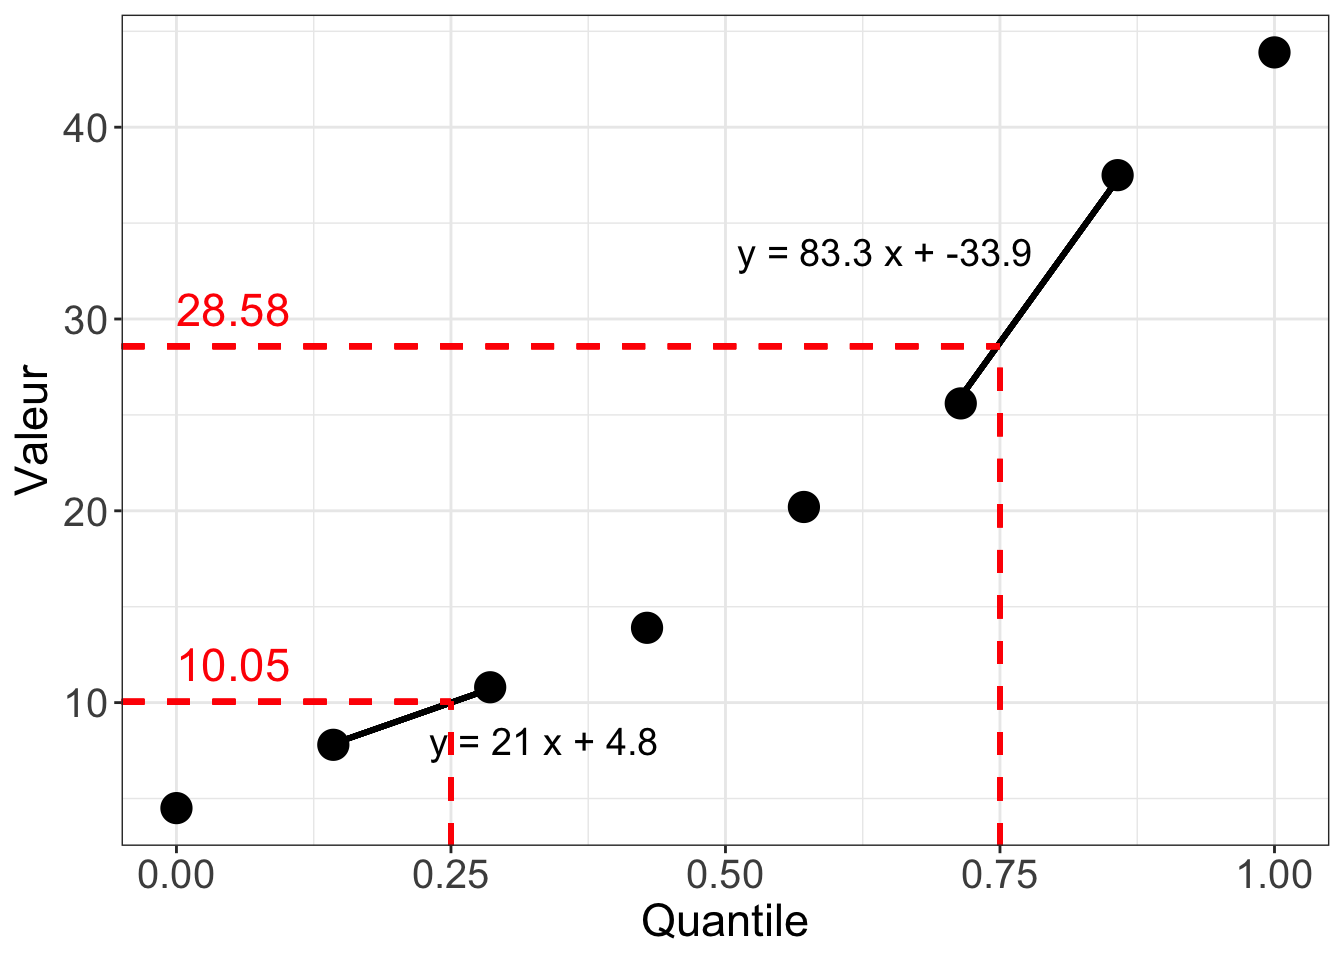 40
y = 83.3 x + -33.9
28.58
30
Valeur
20
10.05
10
y = 21 x + 4.8
0.00 0.25 0.50 0.75 1.00
Quantile